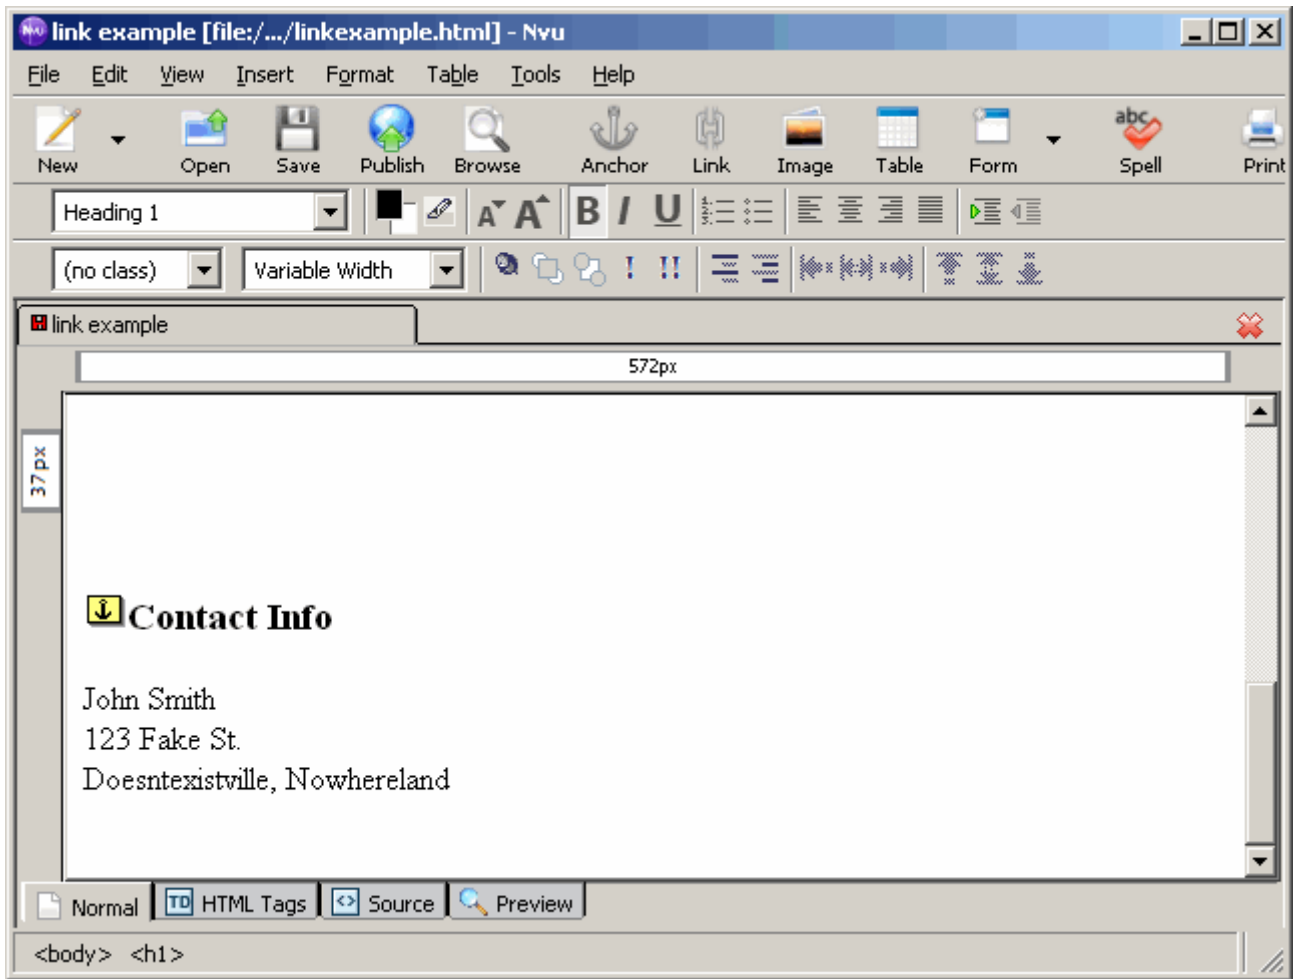 link example [file:/.../linkexample.html] - Nvu
File Edit View Insert Format Table Tools Help
abc
New Open Save Publish Browse Anchor Link Image Table Form Spell Print
Heading 1 A A B I U
(no class) Variable Width ! !!
link example
572px
37px
Contact Info
John Smith
123 Fake St.
Doesntexistville, Nowhereland
Normal TD HTML Tags <> Source Preview
<body> <h1>